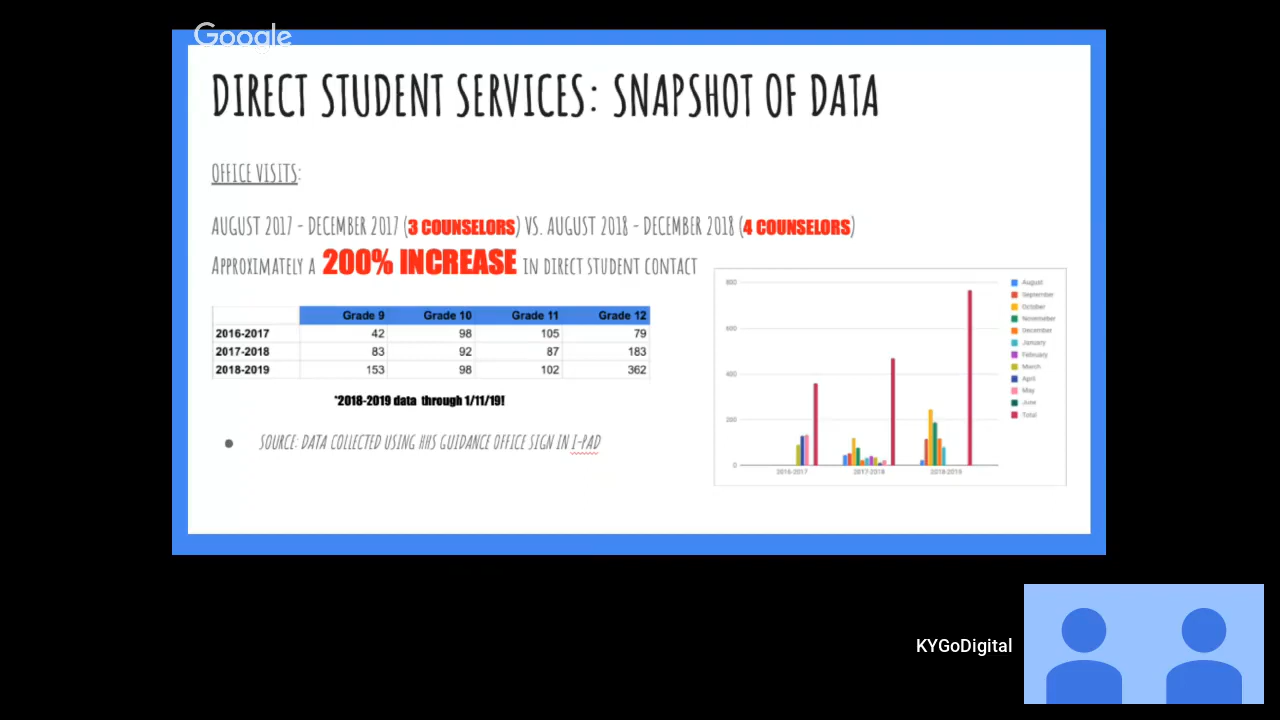 Google
DIRECT STUDENT SERVICES: SNAPSHOT OF DATA
OFFICE VISITS:
AUGUST 2017 - DECEMBER 2017 (3 COUNSELORS) VS. AUGUST 2018 - DECEMBER 2018 (4 COUNSELORS)
APPROXIMATELY A 200% INCREASE IN DIRECT STUDENT CONTACT
Grade 9 Grade 10 Grade 11 Grade 12
2016-2017 42 98 105 79
2017-2018 83 92 87 183
2018-2019 153 98 102 362
*2018-2019 data through 1/11/19!
• SOURCE: DATA COLLECTED USING HHS GUIDANCE OFFICE SIGN IN I-PAD
800
600
400
200
0
2016-2017 2017-2018 2018-2019
August
September
October
Novemeber
December
January
February
March
April
May
June
Total
KYGoDigital